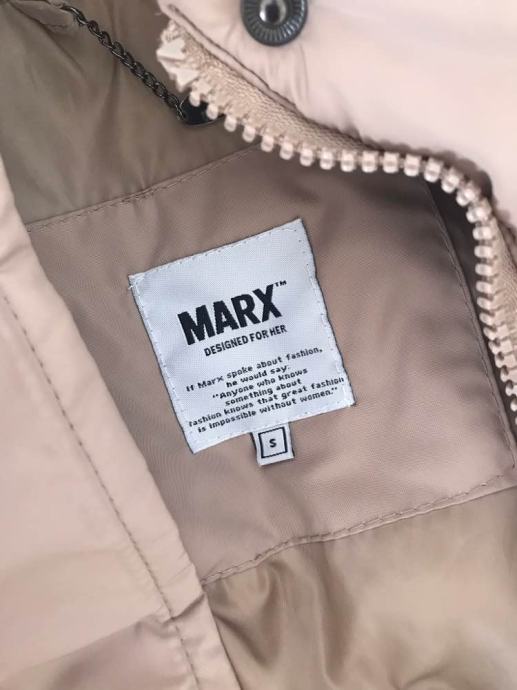 MARX™
DESIGNED FOR HER
If Marx spoke about fashion,
he would say:
"Anyone who knows
something about
fashion knows that great fashion
is impossible without women."
S